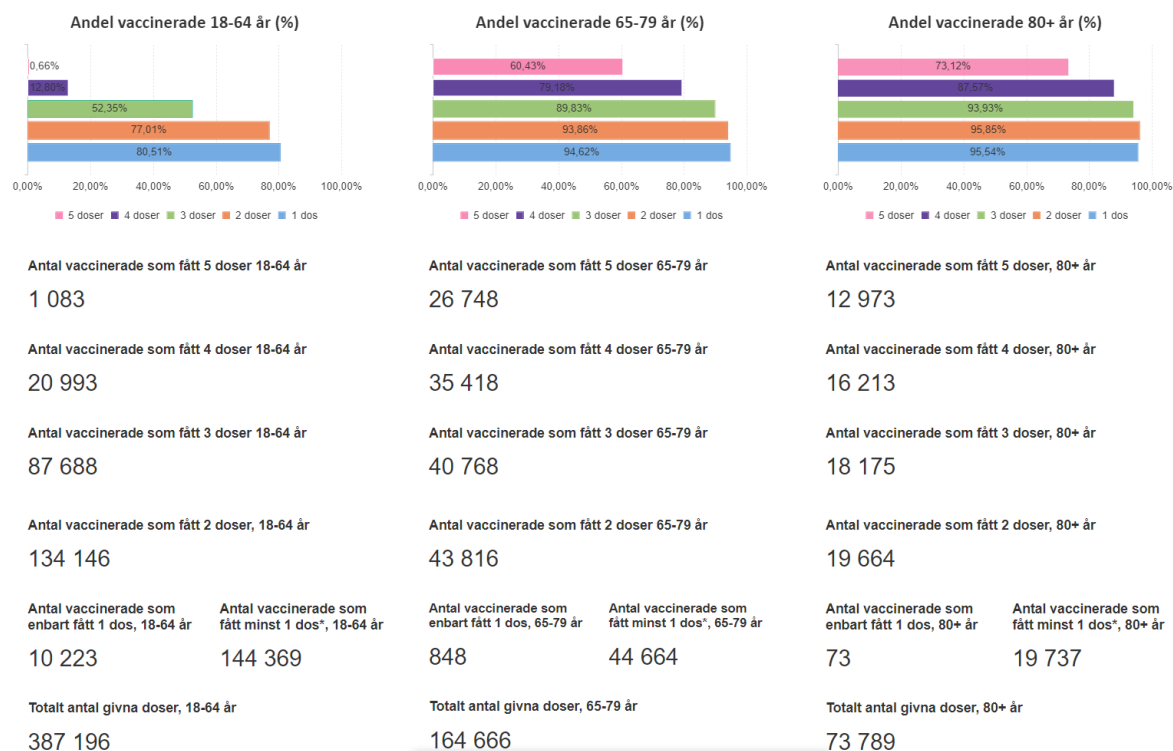 Andel vaccinerade 18-64 år (%)
0,66%
12,80%
52,35%
77,01%
80,51%
0,00% 20,00% 40,00% 60,00% 80,00% 100,00%
5 doser 4 doser 3 doser 2 doser 1 dos
Andel vaccinerade 65-79 år (%)
60,43%
79,18%
89,83%
93,86%
94,62%
0,00% 20,00% 40,00% 60,00% 80,00% 100,00%
5 doser 4 doser 3 doser 2 doser 1 dos
Andel vaccinerade 80+ år (%)
73,12%
87,57%
93,93%
95,85%
95,54%
0,00% 20,00% 40,00% 60,00% 80,00% 100,00%
5 doser 4 doser 3 doser 2 doser 1 dos
Antal vaccinerade som fått 5 doser 18-64 år
1 083
Antal vaccinerade som fått 5 doser 65-79 år
26 748
Antal vaccinerade som fått 5 doser, 80+ år
12 973
Antal vaccinerade som fått 4 doser 18-64 år
20 993
Antal vaccinerade som fått 4 doser 65-79 år
35 418
Antal vaccinerade som fått 4 doser, 80+ år
16 213
Antal vaccinerade som fått 3 doser 18-64 år
87 688
Antal vaccinerade som fått 3 doser 65-79 år
40 768
Antal vaccinerade som fått 3 doser, 80+ år
18 175
Antal vaccinerade som fått 2 doser, 18-64 år
134 146
Antal vaccinerade som fått 2 doser 65-79 år
43 816
Antal vaccinerade som fått 2 doser, 80+ år
19 664
Antal vaccinerade som
enbart fått 1 dos, 18-64 år
10 223
Antal vaccinerade som
fått minst 1 dos*, 18-64 år
144 369
Antal vaccinerade som
enbart fått 1 dos, 65-79 år
848
Antal vaccinerade som
fått minst 1 dos*, 65-79 år
44 664
Antal vaccinerade som
enbart fått 1 dos, 80+ år
73
Antal vaccinerade som
fått minst 1 dos*, 80+ år
19 737
Totalt antal givna doser, 18-64 år
387 196
Totalt antal givna doser, 65-79 år
164 666
Totalt antal givna doser, 80+ år
73 789